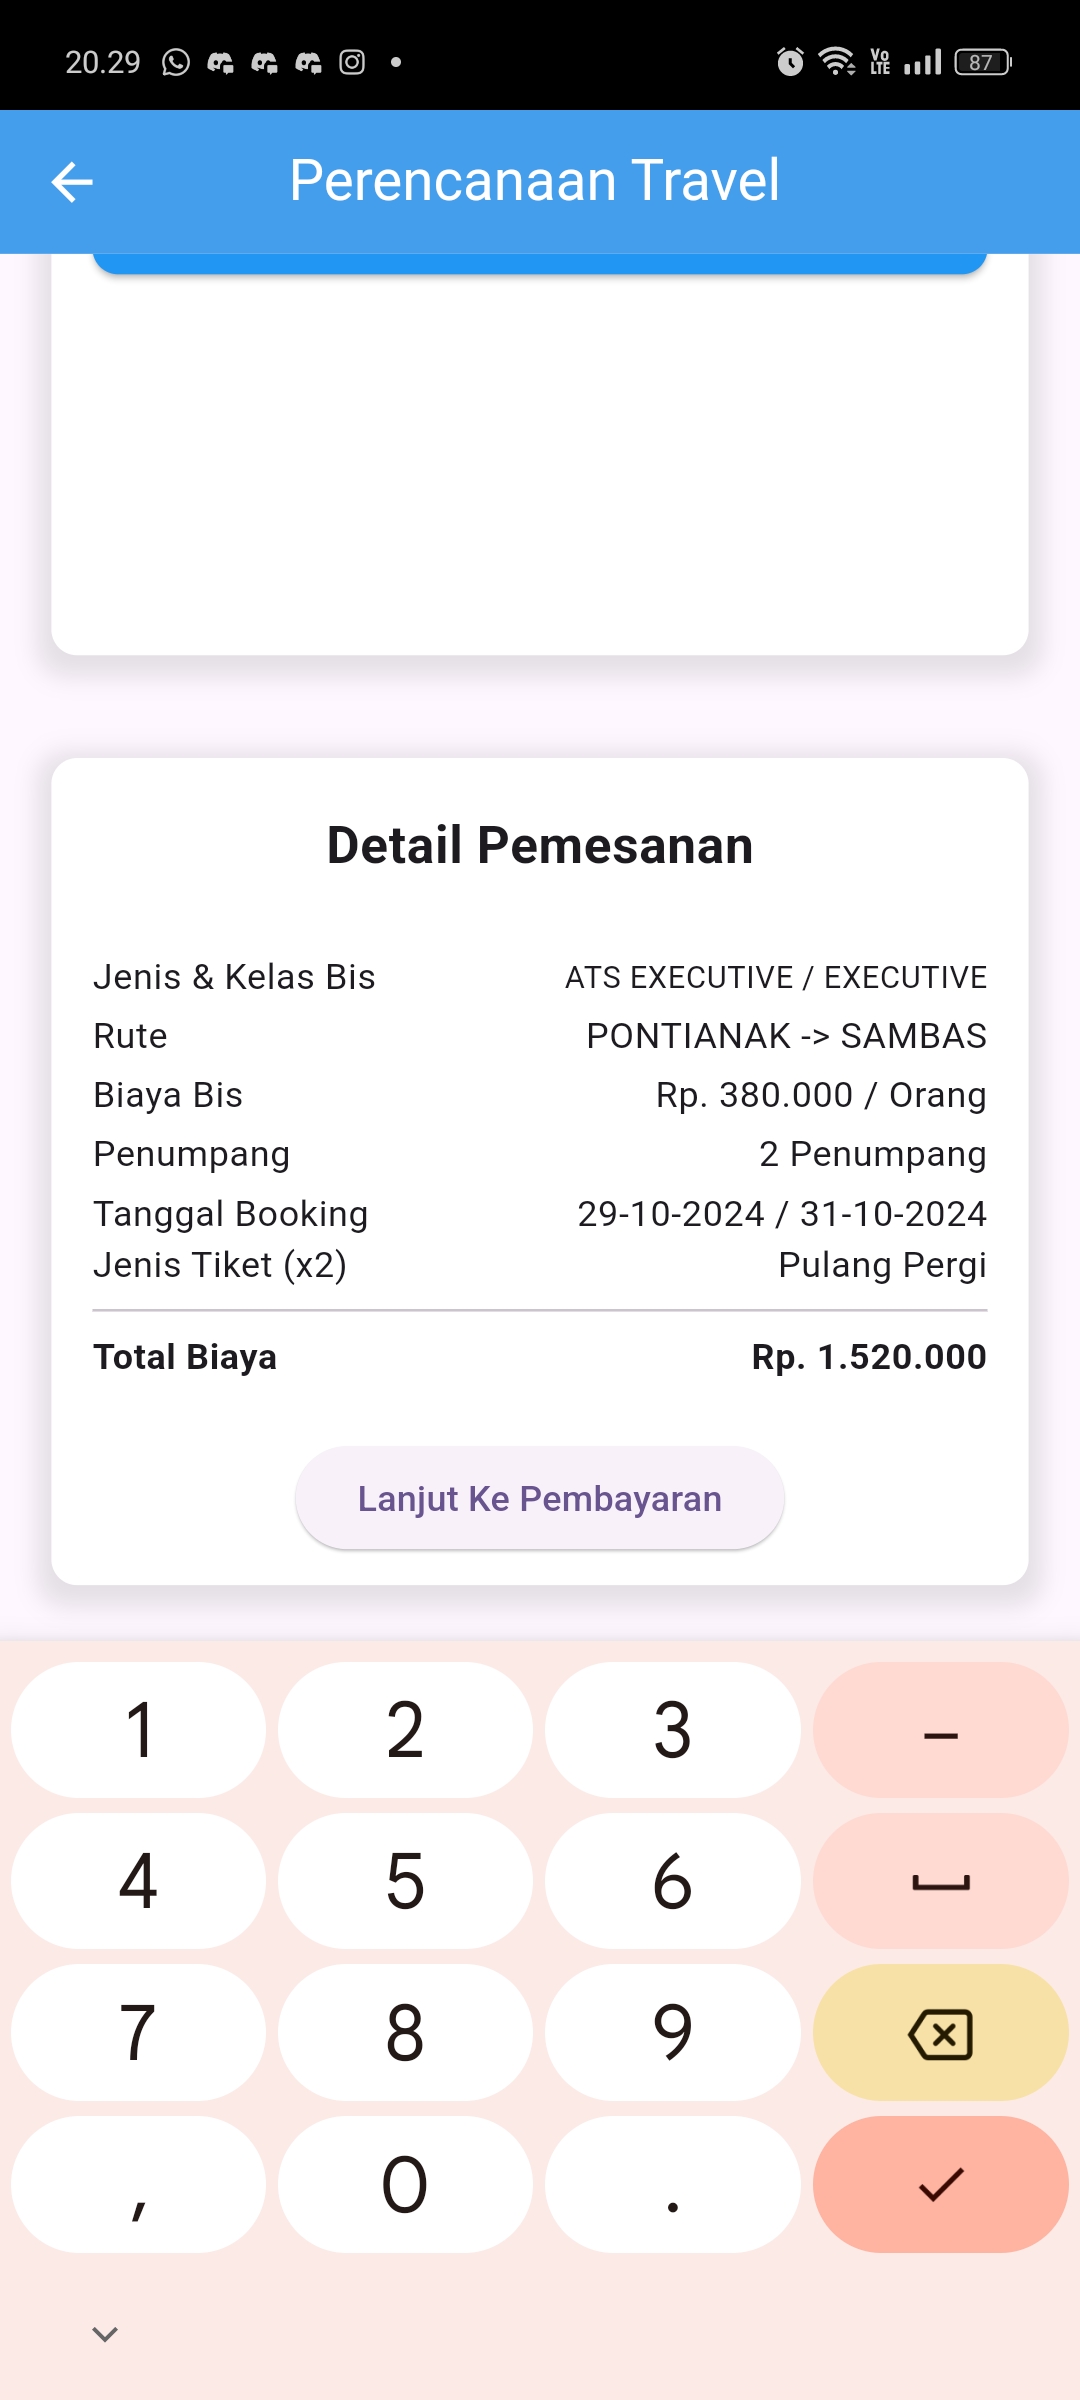 20.29
Vo
LTE
87
Perencanaan Travel
Detail Pemesanan
Jenis & Kelas Bis ATS EXECUTIVE / EXECUTIVE
Rute PONTIANAK -> SAMBAS
Biaya Bis Rp. 380.000 / Orang
Penumpang 2 Penumpang
Tanggal Booking 29-10-2024 / 31-10-2024
Jenis Tiket (x2) Pulang Pergi
Total Biaya Rp. 1.520.000
Lanjut Ke Pembayaran
1 2 3 –
4 5 6
7 8 9
, 0 .